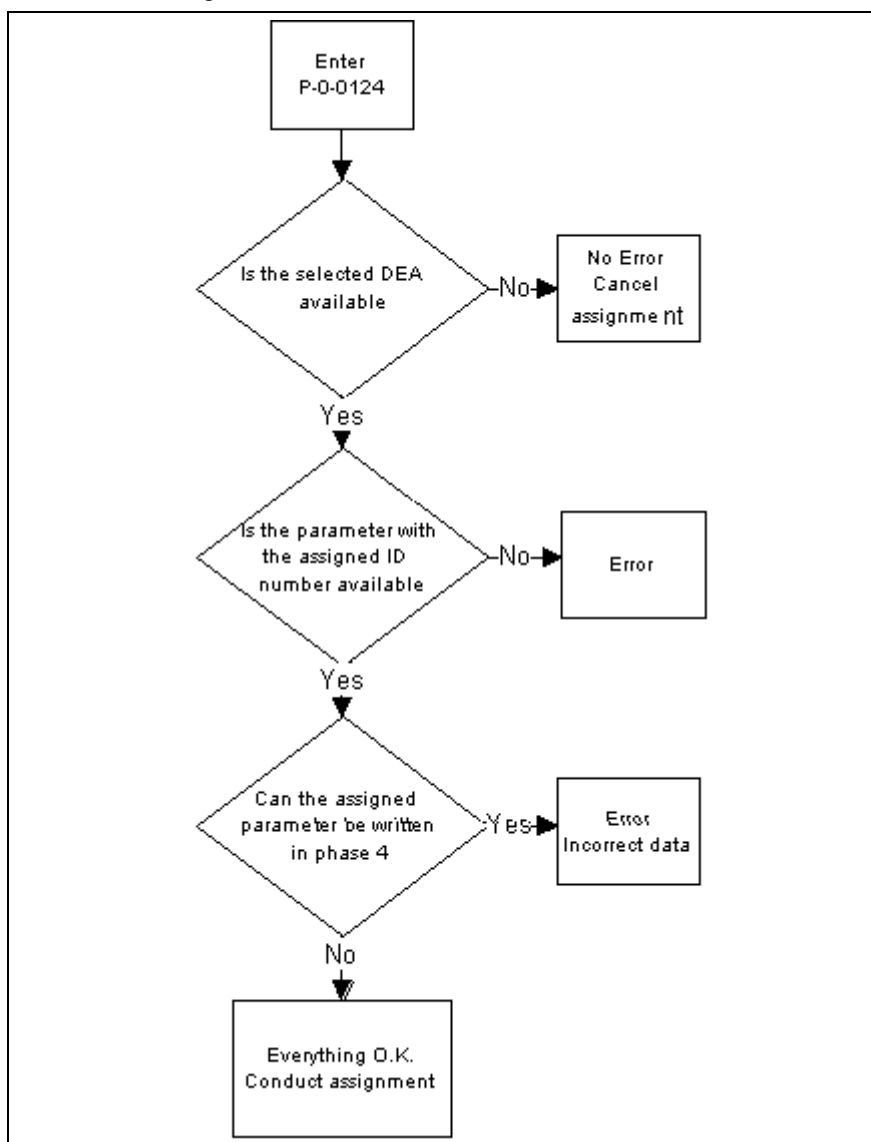 Enter
P-0-0124
Is the selected DEA
available
No
No Error
Cancel
assignment
Yes
Is the parameter with
the assigned ID
number available
No
Error
Yes
Can the assigned
parameter be written
in phase 4
Yes
Error
Incorrect data
No
Everything O.K.
Conduct assignment